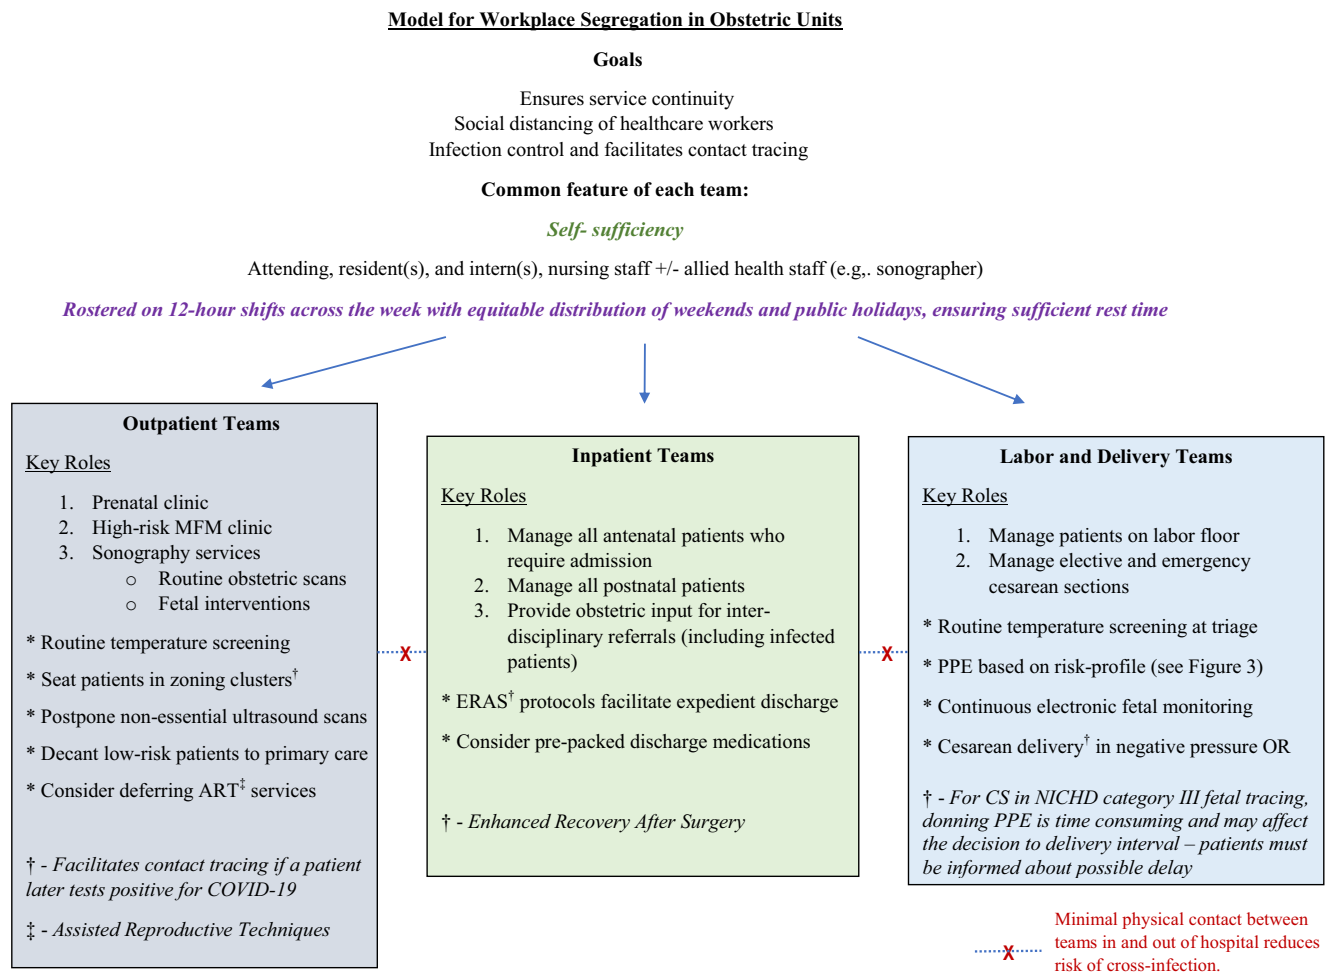 Model for Workplace Segregation in Obstetric Units
Goals
Ensures service continuity
Social distancing of healthcare workers
Infection control and facilitates contact tracing
Common feature of each team:
Self- sufficiency
Attending, resident(s), and intern(s), nursing staff +/- allied health staff (e.g,. sonographer)
Rostered on 12-hour shifts across the week with equitable distribution of weekends and public holidays, ensuring sufficient rest time
Outpatient Teams
Key Roles
1. Prenatal clinic
2. High-risk MFM clinic
3. Sonography services
o Routine obstetric scans
o Fetal interventions
* Routine temperature screening
* Seat patients in zoning clusters†
* Postpone non-essential ultrasound scans
* Decant low-risk patients to primary care
* Consider deferring ART‡ services
† - Facilitates contact tracing if a patient
later tests positive for COVID-19
‡ - Assisted Reproductive Techniques
X
Inpatient Teams
Key Roles
1. Manage all antenatal patients who
require admission
2. Manage all postnatal patients
3. Provide obstetric input for inter-
disciplinary referrals (including infected
patients)
* ERAS† protocols facilitate expedient discharge
* Consider pre-packed discharge medications
† - Enhanced Recovery After Surgery
X
Labor and Delivery Teams
Key Roles
1. Manage patients on labor floor
2. Manage elective and emergency
cesarean sections
* Routine temperature screening at triage
* PPE based on risk-profile (see Figure 3)
* Continuous electronic fetal monitoring
* Cesarean delivery† in negative pressure OR
† - For CS in NICHD category III fetal tracing,
donning PPE is time consuming and may affect
the decision to delivery interval – patients must
be informed about possible delay
X
Minimal physical contact between
teams in and out of hospital reduces
risk of cross-infection.